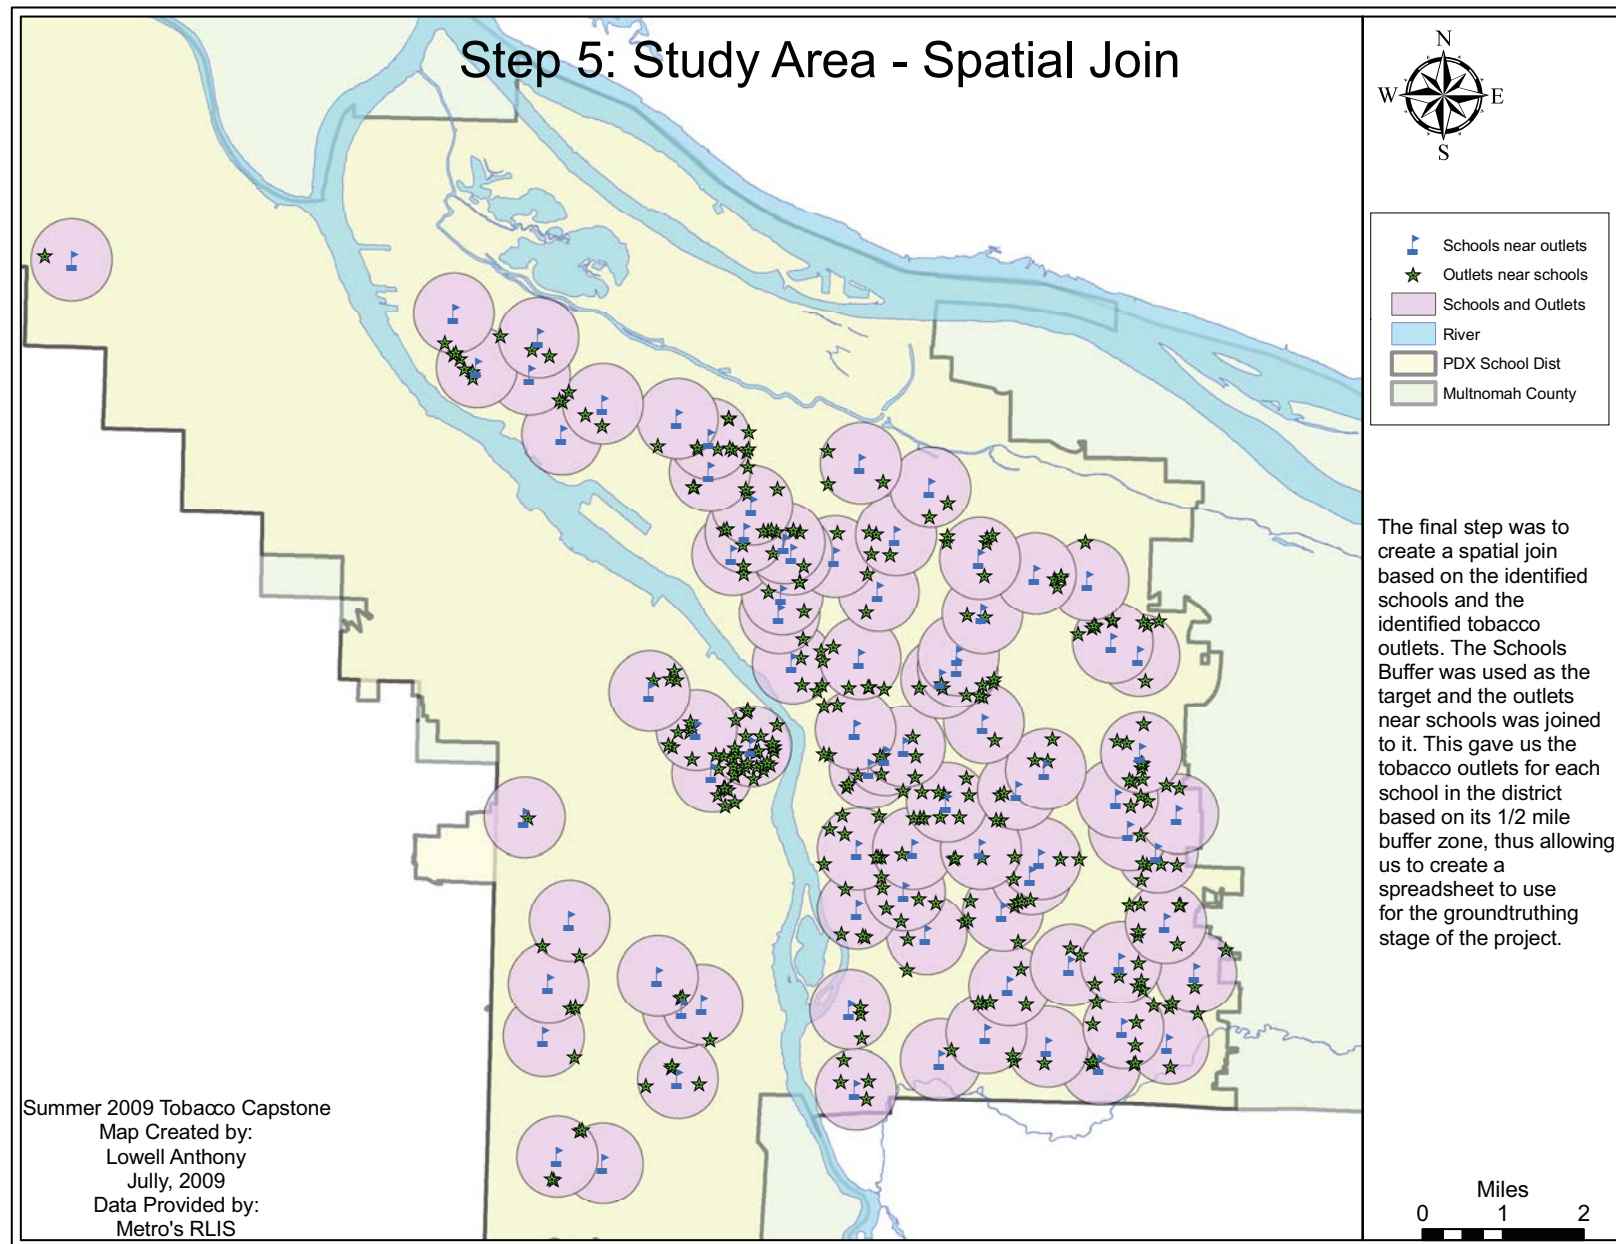 Step 5: Study Area - Spatial Join
N
W
E
S
Schools near outlets
Outlets near schools
Schools and Outlets
River
PDX School Dist
Multnomah County
The final step was to
create a spatial join
based on the identified
schools and the
identified tobacco
outlets. The Schools
Buffer was used as the
target and the outlets
near schools was joined
to it. This gave us the
tobacco outlets for each
school in the district
based on its 1/2 mile
buffer zone, thus allowing
us to create a
spreadsheet to use
for the groundtruthing
stage of the project.
Summer 2009 Tobacco Capstone
Map Created by:
Lowell Anthony
Jully, 2009
Data Provided by:
Metro's RLIS
Miles
0 1 2